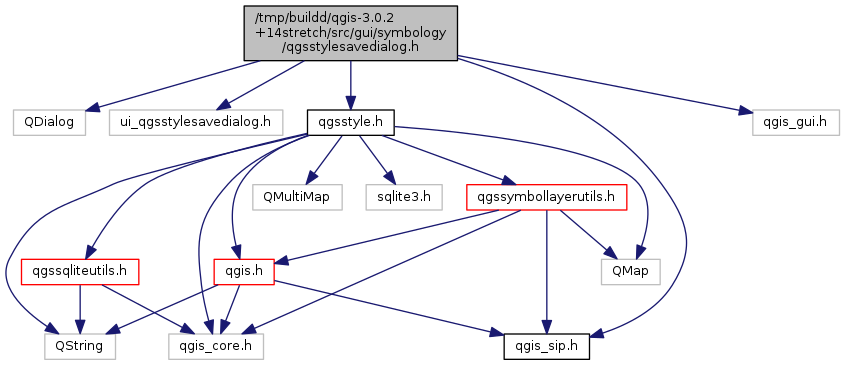 /tmp/buildd/qgis-3.0.2
+14stretch/src/gui/symbology
/qgsstylesavedialog.h
QDialog
ui_qgsstylesavedialog.h
qgsstyle.h
qgis_gui.h
QMultiMap
sqlite3.h
qgssymbollayerutils.h
qgssqliteutils.h
qgis.h
QMap
QString
qgis_core.h
qgis_sip.h